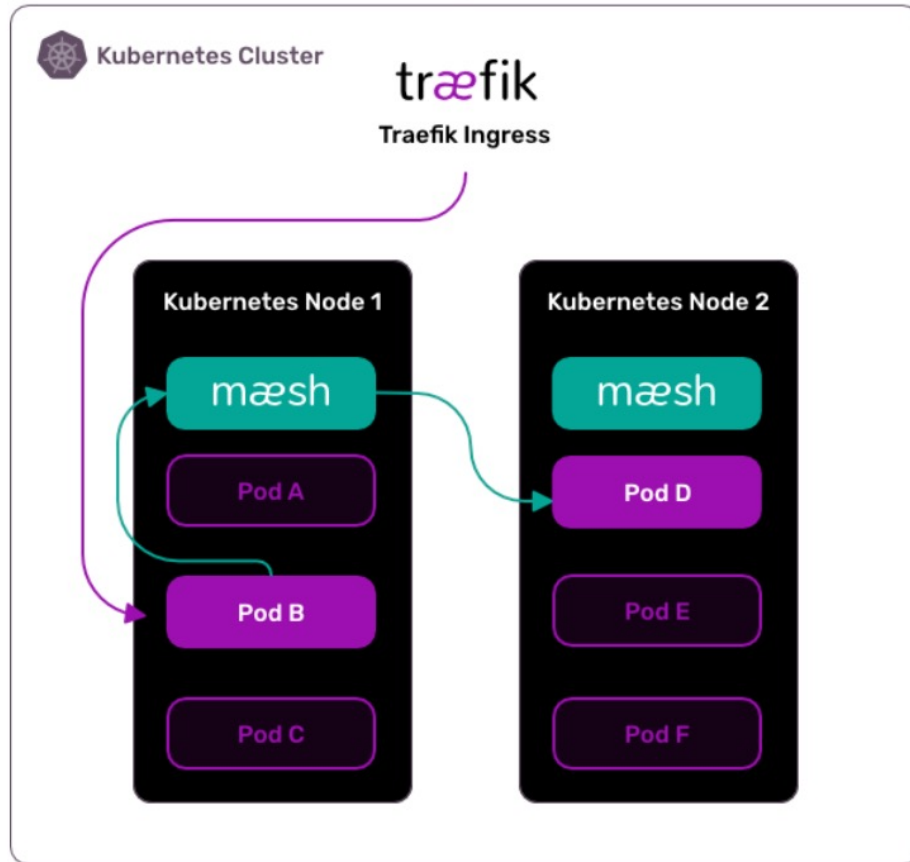 Kubernetes Cluster
træfik
Traefik Ingress
Kubernetes Node 1
mæsh
Pod A
Pod B
Pod C
Kubernetes Node 2
mæsh
Pod D
Pod E
Pod F